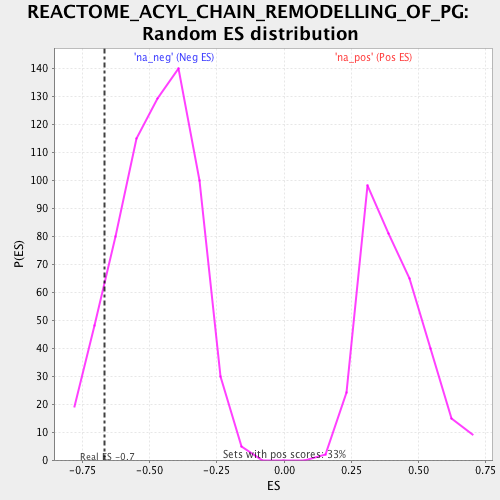 REACTOME_ACYL_CHAIN_REMODELLING_OF_PG:
Random ES distribution
'na_neg' (Neg ES)
'na_pos' (Pos ES)
P(ES)
140
130
120
110
100
90
80
70
60
50
40
30
20
10
0
Real ES -0.7
Sets with pos scores: 33%
-0.75
-0.50
-0.25
0.00
0.25
0.50
0.75
ES